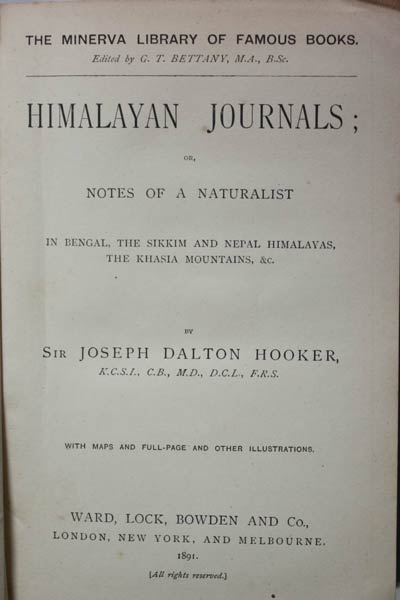 THE MINERVA LIBRARY OF FAMOUS BOOKS.
Edited by G. T. BETTANY, M.A., B.Sc.
HIMALAYAN JOURNALS;
OR,
NOTES OF A NATURALIST
IN BENGAL, THE SIKKIM AND NEPAL HIMALAYAS,
THE KHASIA MOUNTAINS, &c.
BY
SIR JOSEPH DALTON HOOKER,
K.C.S.I., C.B., M.D., D.C.L., F.R.S.
WITH MAPS AND FULL-PAGE AND OTHER ILLUSTRATIONS.
WARD, LOCK, BOWDEN AND Co.,
LONDON, NEW YORK, AND MELBOURNE.
1891.
[All rights reserved.]